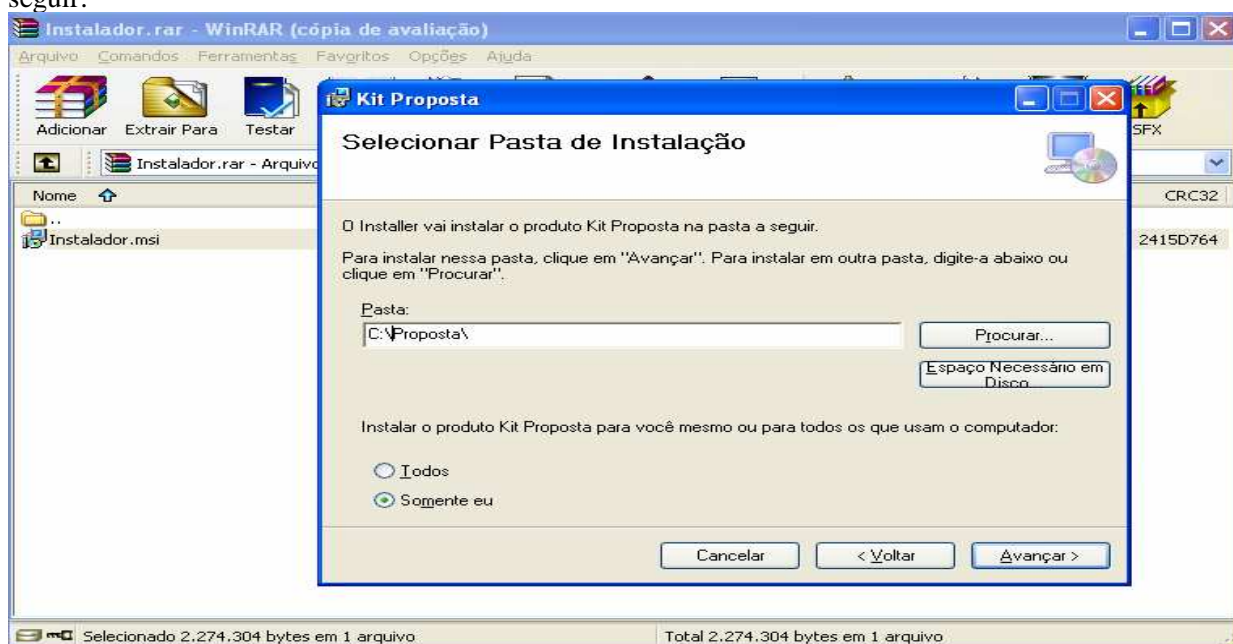 seguir:
Instalador.rar - WinRAR (cópia de avaliação)
Arquivo Comandos Ferramentas Favoritos Opções Ajuda
Adicionar Extrair Para Testar SFX
Instalador.rar - Arquivo
Nome CRC32
..
Instalador.msi 2415D764
Kit Proposta
Selecionar Pasta de Instalação
O Installer vai instalar o produto Kit Proposta na pasta a seguir.
Para instalar nessa pasta, clique em "Avançar". Para instalar em outra pasta, digite-a abaixo ou
clique em "Procurar".
Pasta:
C:\Proposta\
Procurar...
Espaço Necessário em
Disco
Instalar o produto Kit Proposta para você mesmo ou para todos os que usam o computador:
Todos
Somente eu
Cancelar < Voltar Avançar >
Selecionado 2.274.304 bytes em 1 arquivo Total 2.274.304 bytes em 1 arquivo